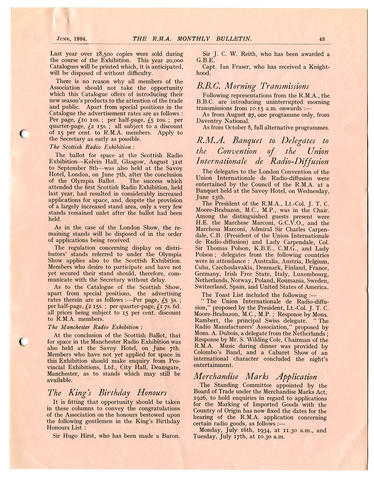 JUNE, 1934.
THE R.M.A. MONTHLY BULLETIN.
43
Last year over 18,500 copies were sold during
the course of the Exhibition. This year 20,000
Catalogues will be printed which, it is anticipated,
will be disposed of without difficulty.
There is no reason why all members of the
Association should not take the opportunity
which this Catalogue offers of introducing their
new season's products to the attention of the trade
and public. Apart from special positions in the
Catalogue the advertisement rates are as follows :
Per page, £10 10s. ; per half-page, £5 10s. ; per
quarter-page, £2 15s. ; all subject to a discount
of 15 per cent. to R.M.A. members. Apply to
the Secretary as early as possible.
The Scottish Radio Exhibition :
The ballot for space at the Scottish Radio
Exhibition—Kelvin Hall, Glasgow, August 31st
to September 8th—was also held at the Savoy
Hotel, London, on June 7th, after the conclusion
of the Olympia Ballot. The success which
attended the first Scottish Radio Exhibition, held
last year, had resulted in considerably increased
applications for space, and, despite the provision
of a largely increased stand area, only a very few
stands remained unlet after the ballot had been
held.
As in the case of the London Show, the re-
maining stands will be disposed of in the order
of applications being received.
The regulation concerning display on distri-
butors' stands referred to under the Olympia
Show applies also to the Scottish Exhibition.
Members who desire to participate and have not
yet secured their stand should, therefore, com-
municate with the Secretary without delay.
As to the Catalogue of the Scottish Show,
apart from special positions, the advertising
rates therein are as follows :—Per page, £5 5s. ;
per half-page, £2 15s. ; per quarter-page, £1 7s. 6d.
all prices being subject to 15 per cent. discount
to R.M.A. members.
The Manchester Radio Exhibition :
At the conclusion of the Scottish Ballot, that
for space in the Manchester Radio Exhibition was
also held at the Savoy Hotel, on June 7th.
Members who have not yet applied for space in
this Exhibition should make enquiry from Pro-
vincial Exhibitions, Ltd., City Hall, Deansgate,
Manchester, as to stands which may still be
available.
The King's Birthday Honours
It is fitting that opportunity should be taken
in these columns to convey the congratulations
of the Association on the honours bestowed upon
the following gentlemen in the King's Birthday
Honours List :
Sir Hugo Hirst, who has been made a Baron.
Sir J. C. W. Reith, who has been awarded a
G.B.E.
Capt. Ian Fraser, who has received a Knight-
hood.
B.B.C. Morning Transmissions
Following representations from the R.M.A., the
B.B.C. are introducing uninterrupted morning
transmissions from 10.15 a.m. onwards :—
As from August 27, one programme only, from
Daventry National.
As from October 8, full alternative programmes.
R.M.A. Banquet to Delegates to
the Convention of the Union
Internationale de Radio-Diffusion
The delegates to the London Convention of the
Union Internationale de Radio-diffusion were
entertained by the Council of the R.M.A. at a
Banquet held at the Savoy Hotel, on Wednesday,
June 13th.
The President of the R.M.A., Lt.-Col. J. T. C.
Moore-Brabazon, M.C., M.P., was in the Chair.
Among the distinguished guests present were
H.E. the Marchese Marconi, G.C.V.O., and the
Marchesa Marconi, Admiral Sir Charles Carpen-
dale, C.B. (President of the Union Internationale
de Radio-diffusion) and Lady Carpendale, Col.
Sir Thomas Polson, K.B.E., C.M.G., and Lady
Polson ; delegates from the following countries
were in attendance : Australia, Austria, Belgium,
Cuba, Czechoslovakia, Denmark, Finland, France,
Germany, Irish Free State, Italy, Luxembourg,
Netherlands, Norway, Poland, Roumania, Sweden,
Switzerland, Spain, and United States of America.
The Toast List included the following :—
" The Union Internationale de Radio-diffu-
sion," proposed by the President, Lt.-Col. J. T. C.
Moore-Brabazon, M.C., M.P. ; Response by Mons.
Rambert, the principal Swiss delegate. " The
Radio Manufacturers' Association," proposed by
Mons. A. Dubois, a delegate from the Netherlands ;
Response by Mr. S. Wilding Cole, Chairman of the
R.M.A. Music during dinner was provided by
Colombo's Band, and a Cabaret Show of an
international character concluded the night's
entertainment.
Merchandise Marks Application
The Standing Committee appointed by the
Board of Trade under the Merchandise Marks Act,
1926, to hold enquiries in regard to applications
for the Marking of Imported Goods with the
Country of Origin has now fixed the dates for the
hearing of the R.M.A. application concerning
certain radio goods, as follows :—
Monday, July 16th, 1934, at 11.30 a.m., and
Tuesday, July 17th, at 10.30 a.m.